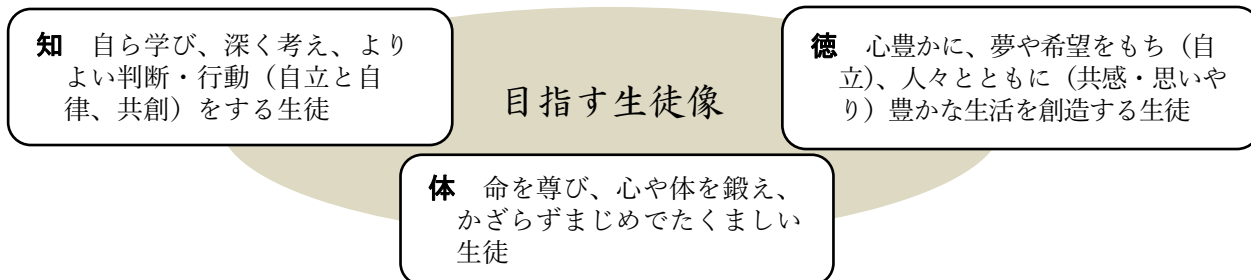 知　自ら学び、深く考え、より
よい判断・行動（自立と自
律、共創）をする生徒
目指す生徒像
徳　心豊かに、夢や希望をもち（自
立）、人々とともに（共感・思いや
り）豊かな生活を創造する生徒
体　命を尊び、心や体を鍛え、
かざらずまじめでたくましい
生徒